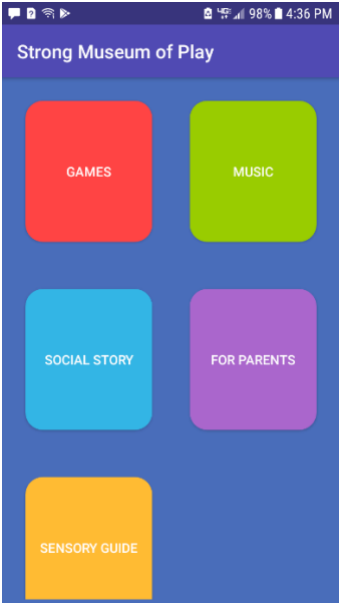 98% 4:36 PM
Strong Museum of Play
GAMES
MUSIC
SOCIAL STORY
FOR PARENTS
SENSORY GUIDE